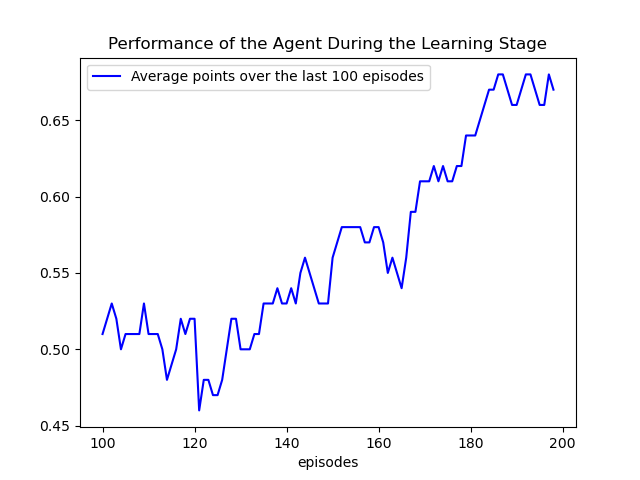 Performance of the Agent During the Learning Stage
Average points over the last 100 episodes
0.65
0.60
0.55
0.50
0.45
100 120 140 160 180 200
episodes